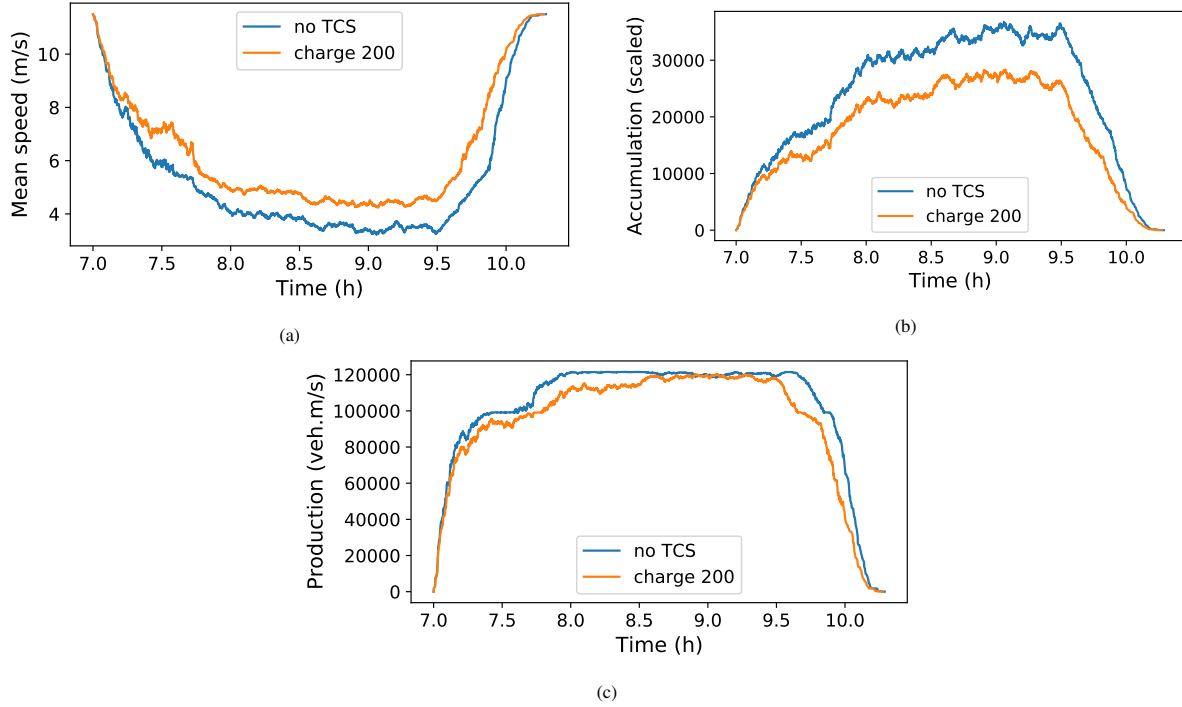 Mean speed (m/s)
10
8
6
4
no TCS
charge 200
7.0 7.5 8.0 8.5 9.0 9.5 10.0
Time (h)
(a)
Accumulation (scaled)
30000
20000
10000
0
no TCS
charge 200
7.0 7.5 8.0 8.5 9.0 9.5 10.0
Time (h)
(b)
Production (veh.m/s)
120000
100000
80000
60000
40000
20000
0
no TCS
charge 200
7.0 7.5 8.0 8.5 9.0 9.5 10.0
Time (h)
(c)